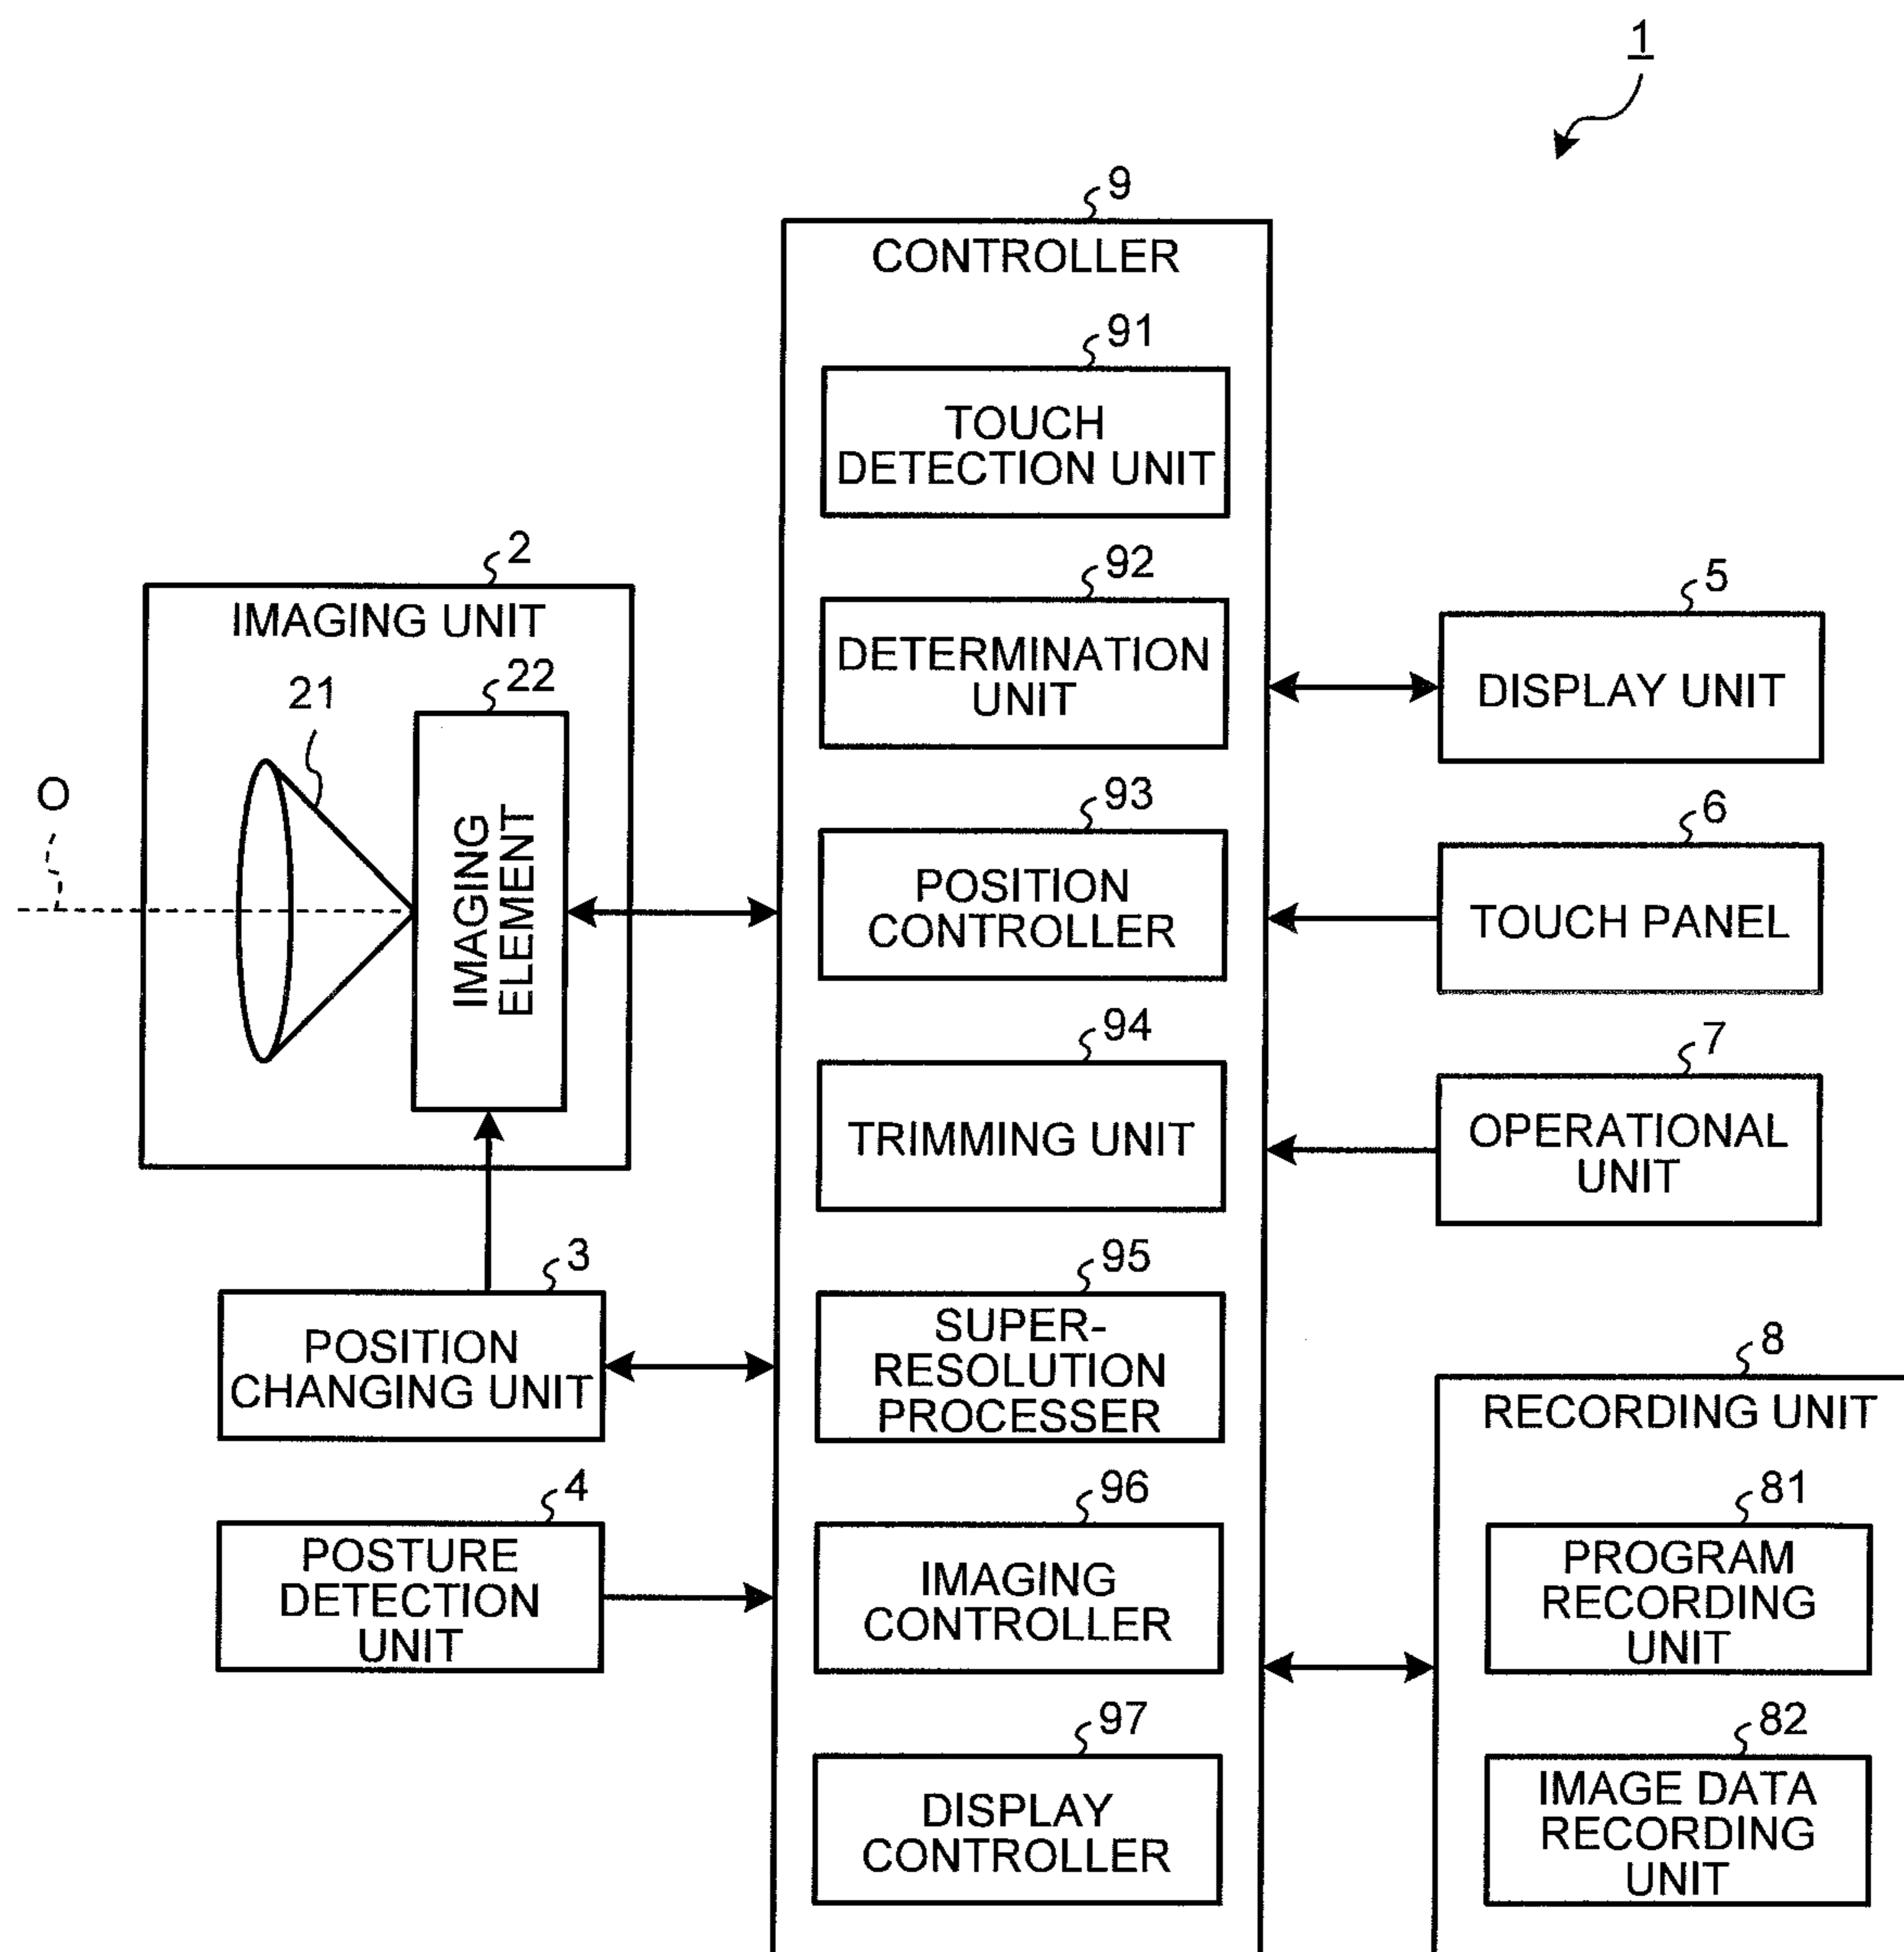 1
9
CONTROLLER
91
TOUCH
DETECTION UNIT
92
DETERMINATION
UNIT
93
POSITION
CONTROLLER
94
TRIMMING UNIT
95
SUPER-
RESOLUTION
PROCESSER
96
IMAGING
CONTROLLER
97
DISPLAY
CONTROLLER
2
IMAGING UNIT
21
22
IMAGING
ELEMENT
O
3
POSITION
CHANGING UNIT
4
POSTURE
DETECTION
UNIT
5
DISPLAY UNIT
6
TOUCH PANEL
7
OPERATIONAL
UNIT
8
RECORDING UNIT
81
PROGRAM
RECORDING
UNIT
82
IMAGE DATA
RECORDING
UNIT